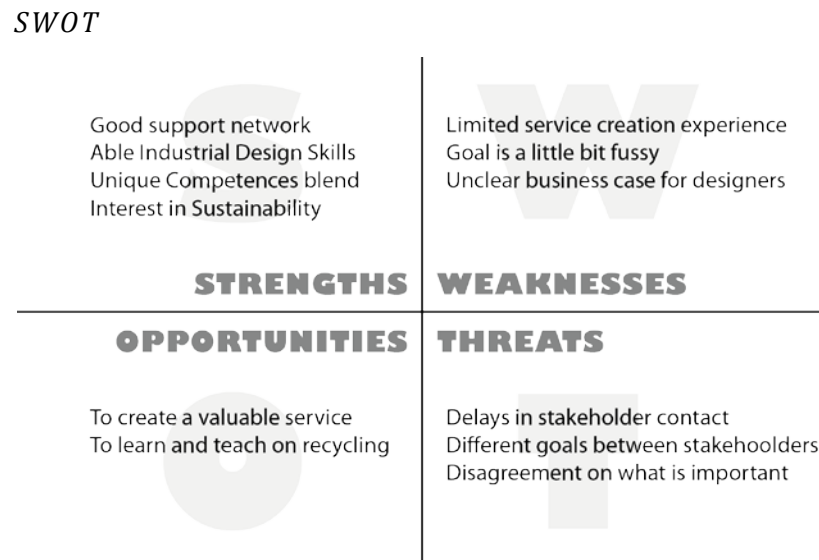 SWOT
S
Good support network
Able Industrial Design Skills
Unique Competences blend
Interest in Sustainability
STRENGTHS
W
Limited service creation experience
Goal is a little bit fussy
Unclear business case for designers
WEAKNESSES
OPPORTUNITIES
O
To create a valuable service
To learn and teach on recycling
THREATS
T
Delays in stakeholder contact
Different goals between stakehoolders
Disagreement on what is important